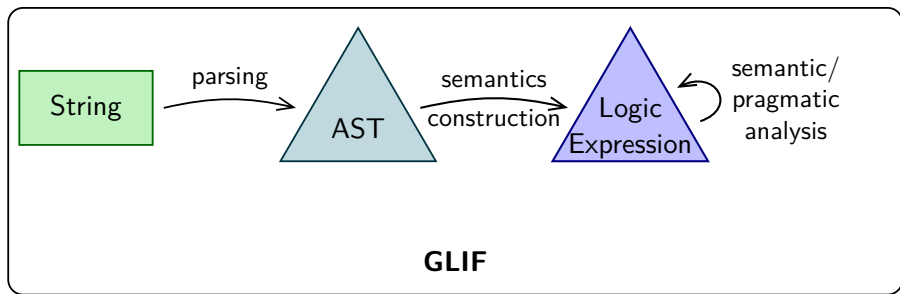 String
parsing
AST
semantics
construction
Logic
Expression
semantic/
pragmatic
analysis
GLIF